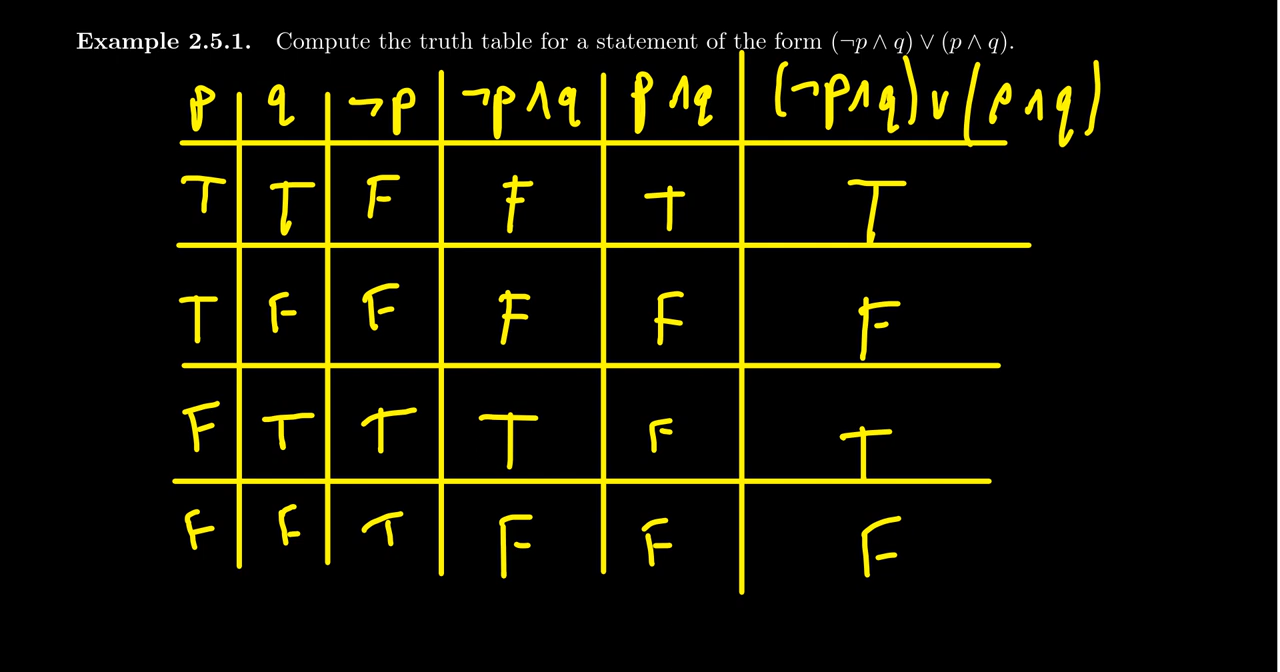 Example 2.5.1. Compute the truth table for a statement of the form (¬p ∧ q) ∨ (p ∧ q).
p q ¬p ¬p∧q p∧q (¬p∧q)∨(p∧q)
T T F F T T
T F F F F F
F T T T F T
F F T F F F